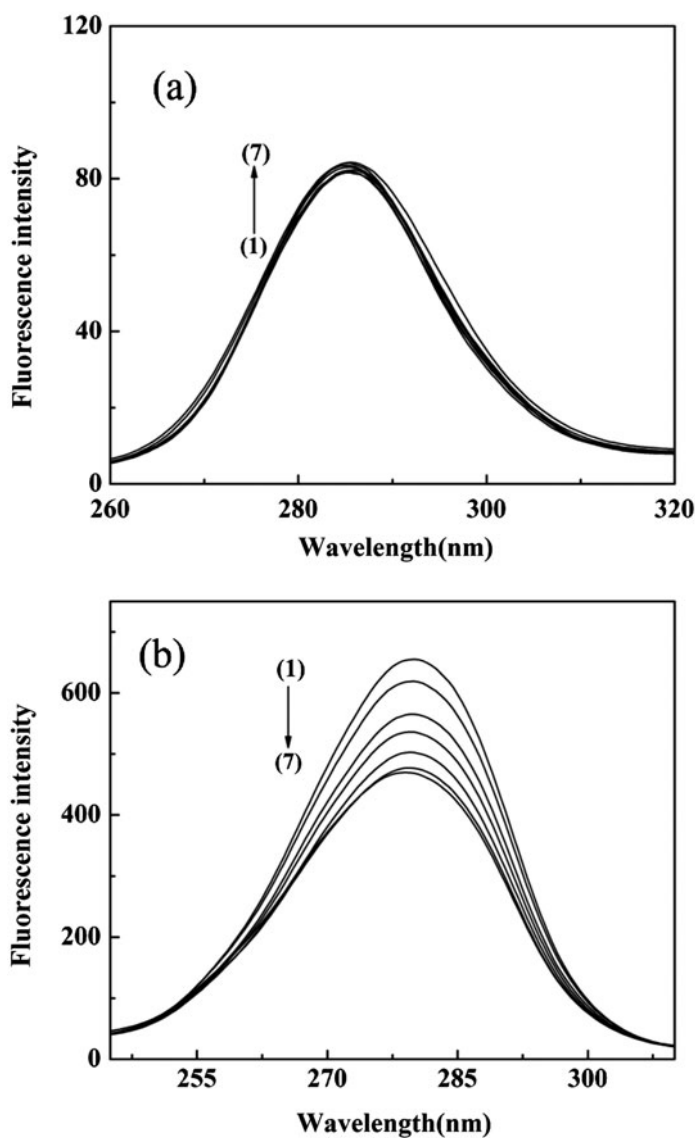 120
(a)
(7)
80
(1)
Fluorescence intensity
40
0
260 280 300 320
Wavelength(nm)
(b)
(1)
600
(7)
Fluorescence intensity
400
200
0
255 270 285 300
Wavelength(nm)